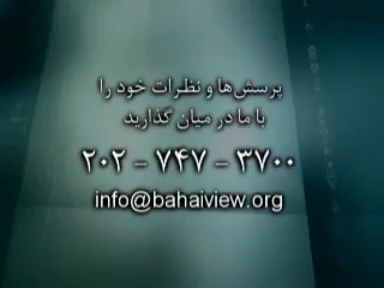 پرسش‌ها و نظرات خود را
با ما در میان گذارید
۲۰۲ - ۷۴۷ - ۳۷۰۰
info@bahaiview.org